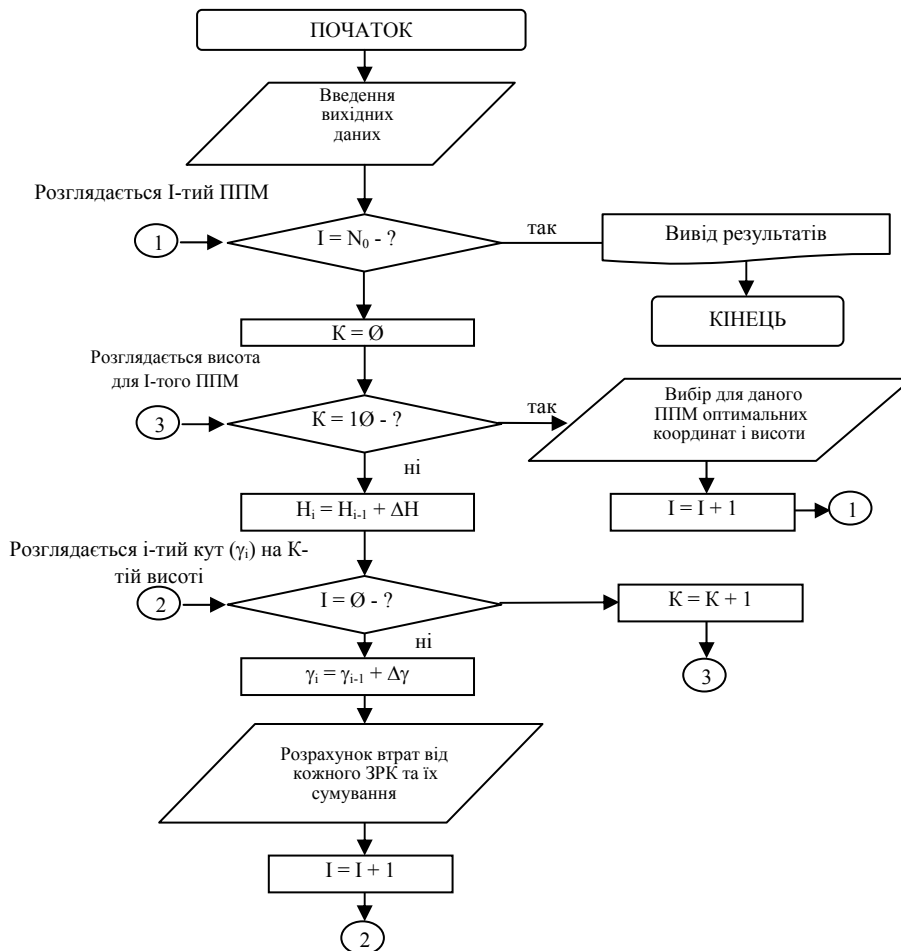 ПОЧАТОК
Введення
вихідних
даних
Розглядається І-тий ППМ
1
I = N₀ - ?
так
Вивід результатів
КІНЕЦЬ
K = Ø
Розглядається висота
для І-того ППМ
3
K = 1Ø - ?
так
Вибір для даного
ППМ оптимальних
координат і висоти
ні
Hᵢ = Hᵢ₋₁ + ΔH
I = I + 1
1
Розглядається і-тий кут (γᵢ) на К-
тій висоті
2
I = Ø - ?
K = K + 1
ні
3
γᵢ = γᵢ₋₁ + Δγ
Розрахунок втрат від
кожного ЗРК та їх
сумування
I = I + 1
2